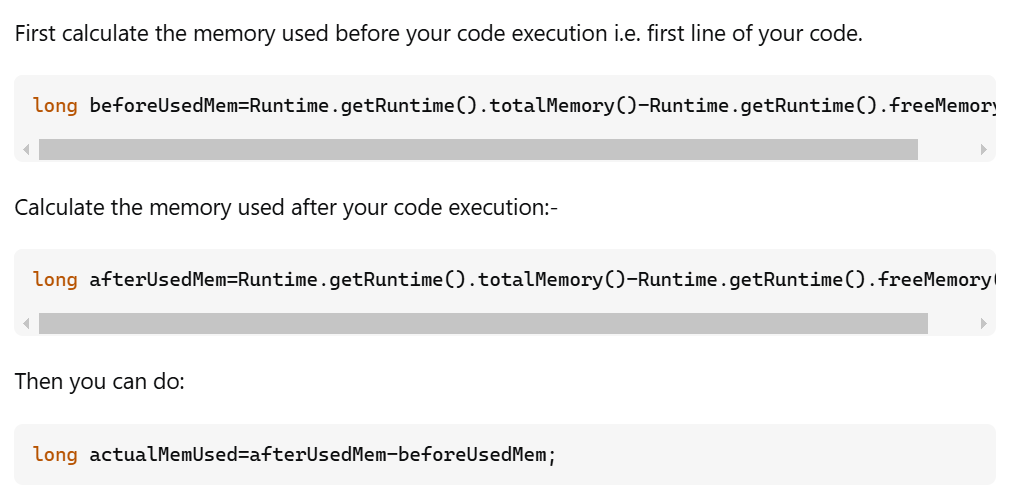 First calculate the memory used before your code execution i.e. first line of your code.
long beforeUsedMem=Runtime.getRuntime().totalMemory()-Runtime.getRuntime().freeMemory
Calculate the memory used after your code execution:-
long afterUsedMem=Runtime.getRuntime().totalMemory()-Runtime.getRuntime().freeMemory(
Then you can do:
long actualMemUsed=afterUsedMem-beforeUsedMem;